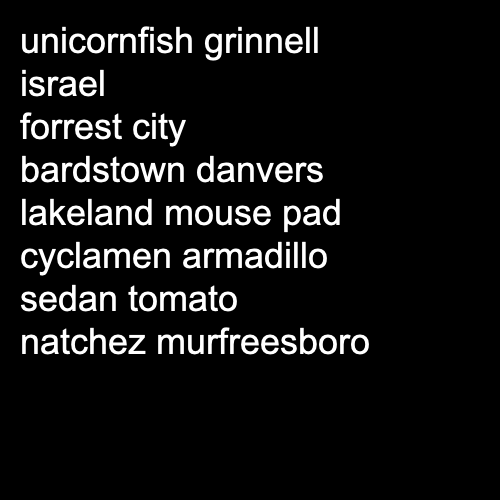 unicornfish grinnell
israel
forrest city
bardstown danvers
lakeland mouse pad
cyclamen armadillo
sedan tomato
natchez murfreesboro